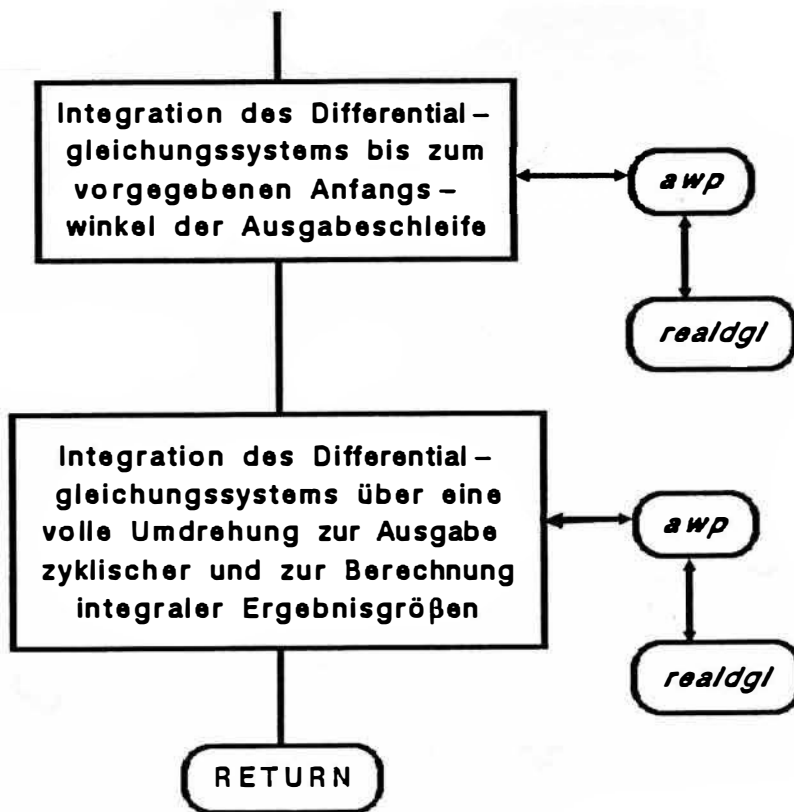 Integration des Differential–
gleichungssystems bis zum
vorgegebenen Anfangs–
winkel der Ausgabeschleife
awp
realdgl
Integration des Differential–
gleichungssystems über eine
volle Umdrehung zur Ausgabe
zyklischer und zur Berechnung
integraler Ergebnisgrößen
awp
realdgl
RETURN